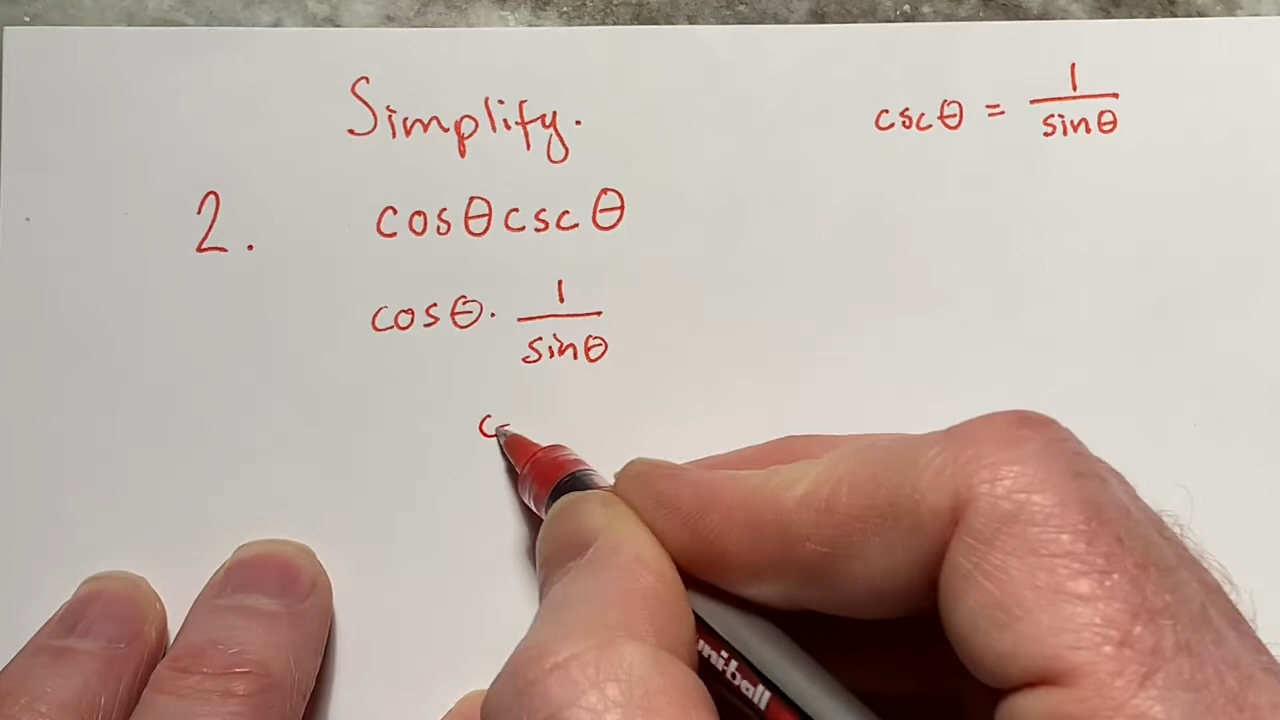 Simplify.
cscθ = 1/sinθ
2. cosθcscθ
cosθ · 1/sinθ
c
uni-ball